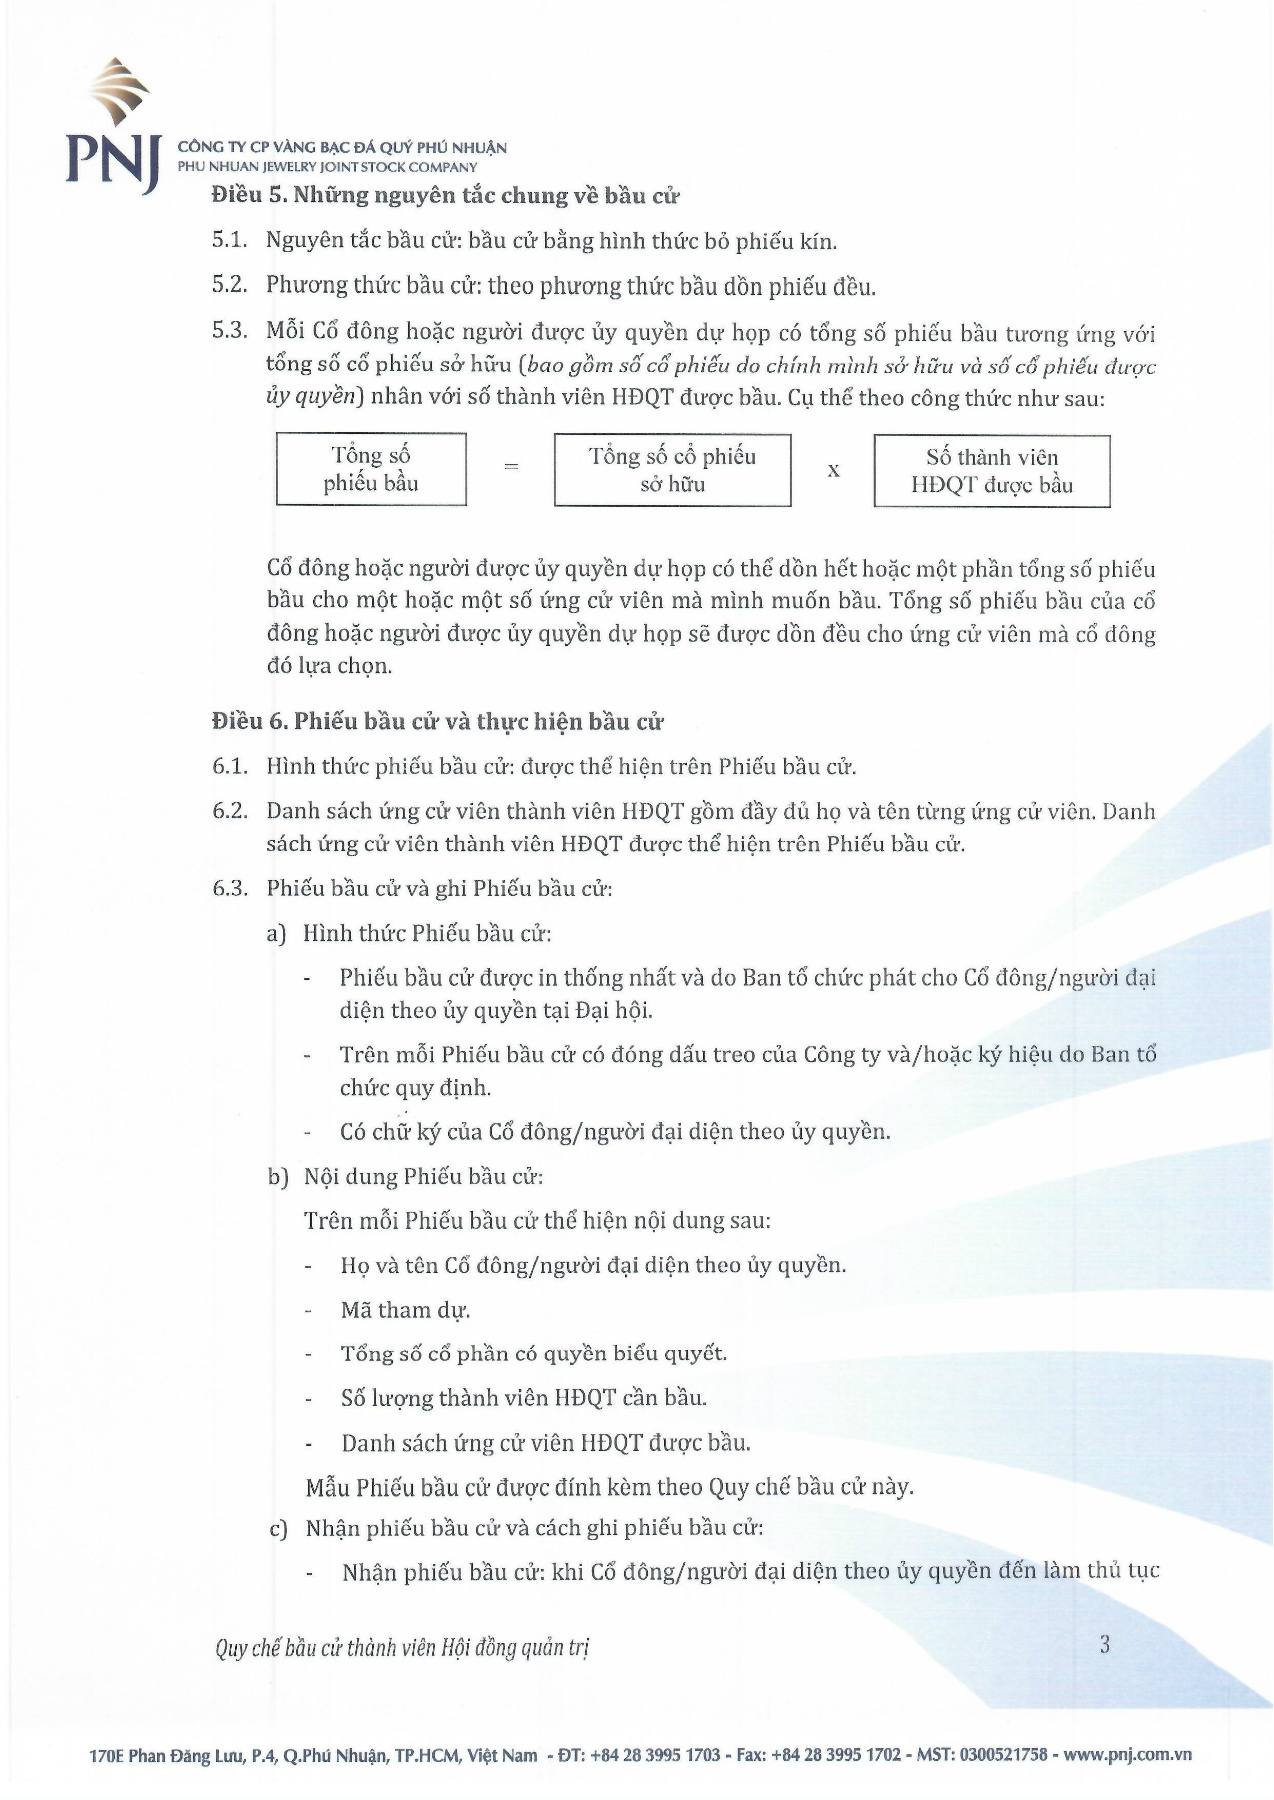 PNJ
CÔNG TY CP VÀNG BẠC ĐÁ QUÝ PHÚ NHUẬN
PHU NHUAN JEWELRY JOINT STOCK COMPANY
Điều 5. Những nguyên tắc chung về bầu cử
5.1. Nguyên tắc bầu cử: bầu cử bằng hình thức bỏ phiếu kín.
5.2. Phương thức bầu cử: theo phương thức bầu dồn phiếu đều.
5.3. Mỗi Cổ đông hoặc người được ủy quyền dự họp có tổng số phiếu bầu tương ứng với
tổng số cổ phiếu sở hữu (bao gồm số cổ phiếu do chính mình sở hữu và số cổ phiếu được
ủy quyền) nhân với số thành viên HĐQT được bầu. Cụ thể theo công thức như sau:
Tổng số
phiếu bầu
=
Tổng số cổ phiếu
sở hữu
x
Số thành viên
HĐQT được bầu
Cổ đông hoặc người được ủy quyền dự họp có thể dồn hết hoặc một phần tổng số phiếu
bầu cho một hoặc một số ứng cử viên mà mình muốn bầu. Tổng số phiếu bầu của cổ
đông hoặc người được ủy quyền dự họp sẽ được dồn đều cho ứng cử viên mà cổ đông
đó lựa chọn.
Điều 6. Phiếu bầu cử và thực hiện bầu cử
6.1. Hình thức phiếu bầu cử: được thể hiện trên Phiếu bầu cử.
6.2. Danh sách ứng cử viên thành viên HĐQT gồm đầy đủ họ và tên từng ứng cử viên. Danh
sách ứng cử viên thành viên HĐQT được thể hiện trên Phiếu bầu cử.
6.3. Phiếu bầu cử và ghi Phiếu bầu cử:
a) Hình thức Phiếu bầu cử:
- Phiếu bầu cử được in thống nhất và do Ban tổ chức phát cho Cổ đông/người đại
diện theo ủy quyền tại Đại hội.
- Trên mỗi Phiếu bầu cử có đóng dấu treo của Công ty và/hoặc ký hiệu do Ban tổ
chức quy định.
- Có chữ ký của Cổ đông/người đại diện theo ủy quyền.
b) Nội dung Phiếu bầu cử:
Trên mỗi Phiếu bầu cử thể hiện nội dung sau:
- Họ và tên Cổ đông/người đại diện theo ủy quyền.
- Mã tham dự.
- Tổng số cổ phần có quyền biểu quyết.
- Số lượng thành viên HĐQT cần bầu.
- Danh sách ứng cử viên HĐQT được bầu.
Mẫu Phiếu bầu cử được đính kèm theo Quy chế bầu cử này.
c) Nhận phiếu bầu cử và cách ghi phiếu bầu cử:
- Nhận phiếu bầu cử: khi Cổ đông/người đại diện theo ủy quyền đến làm thủ tục
Quy chế bầu cử thành viên Hội đồng quản trị 3
170E Phan Đăng Lưu, P.4, Q.Phú Nhuận, TP.HCM, Việt Nam - ĐT: +84 28 3995 1703 - Fax: +84 28 3995 1702 - MST: 0300521758 - www.pnj.com.vn